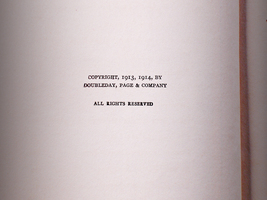 COPYRIGHT, 1913, 1914, BY
DOUBLEDAY, PAGE & COMPANY
ALL RIGHTS RESERVED